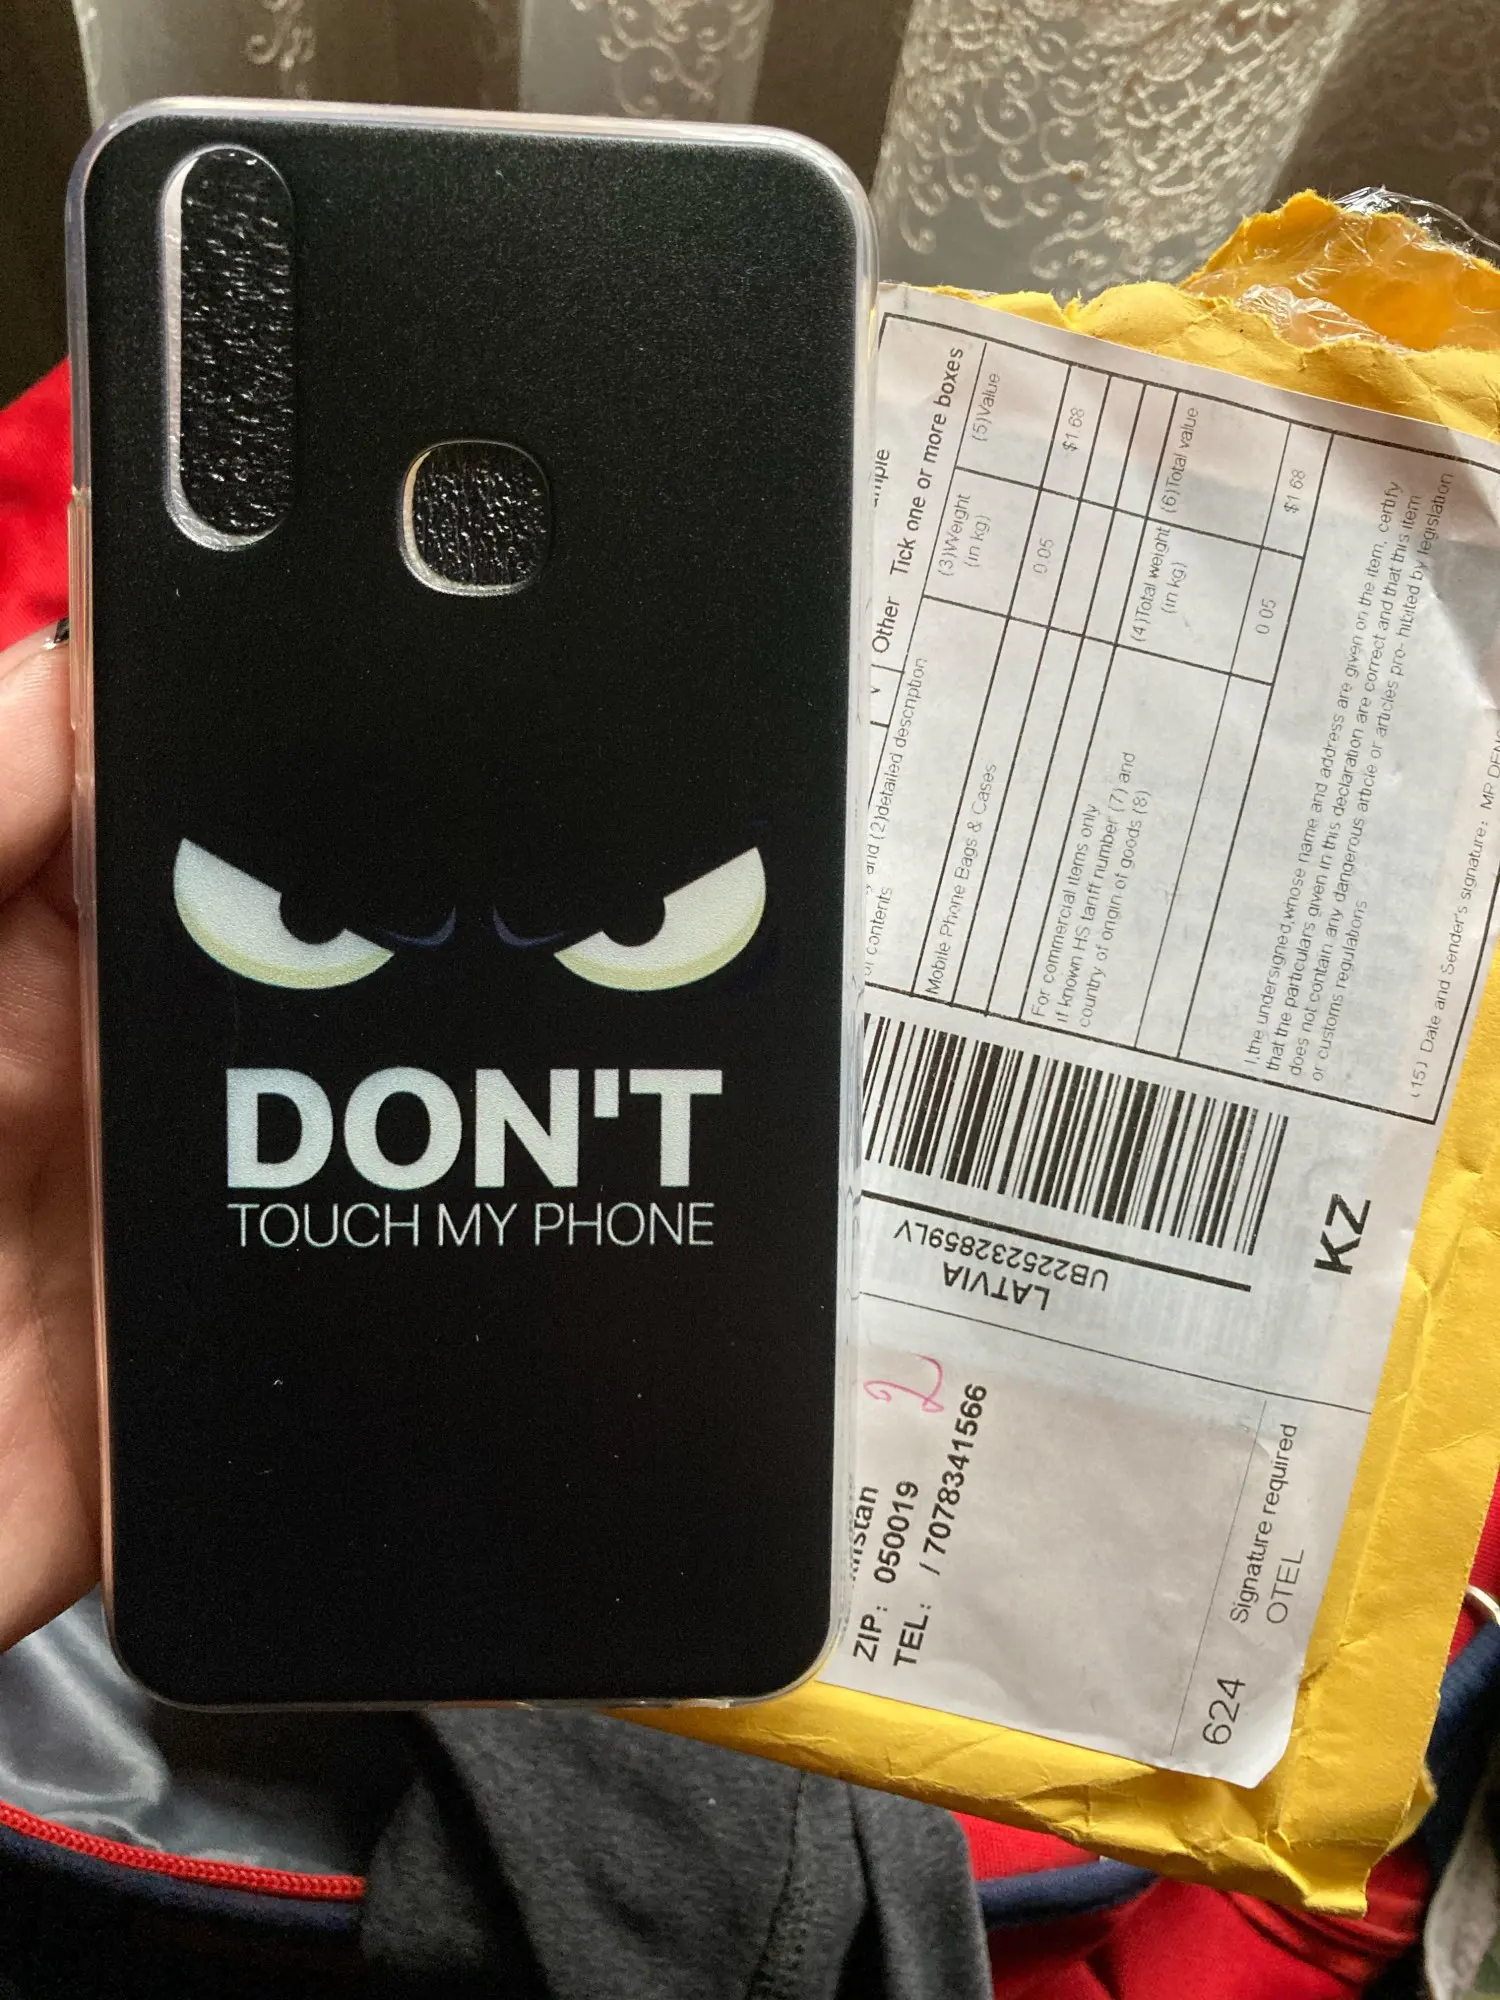 DON'T
TOUCH MY PHONE
Other Tick one or more boxes
and (2)detailed description
(3)Weight
(in kg)
(5)Value
Mobile Phone Bags & Cases
0.05
$1.68
For commercial items only
If known HS tariff number (7) and
country of origin of goods (8)
(4)Total weight
(in kg)
(6)Total value
0.05
$1.68
I,the undersigned,whose name and address are given on the item, certify
that the particulars given in this declaration are correct and that this item
does not contain any dangerous article or articles pro- hibited by legislation
or customs regulations
(15) Date and Sender's signature: MR
LATVIA
UB225232859LV
KZ
2
ZIP: 050019
TEL: / 7078341566
Signature required
OTEL
624